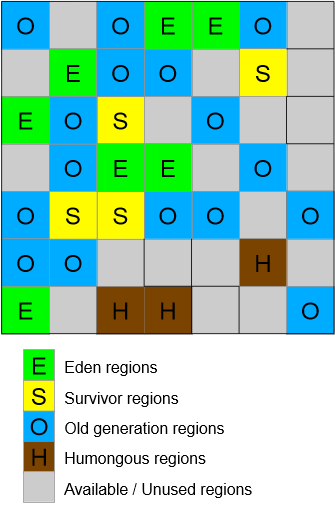 O O E E O
E O O S
E O S O
O E E O
O S S O O O
O O H
E H H O
E Eden regions
S Survivor regions
O Old generation regions
H Humongous regions
Available / Unused regions